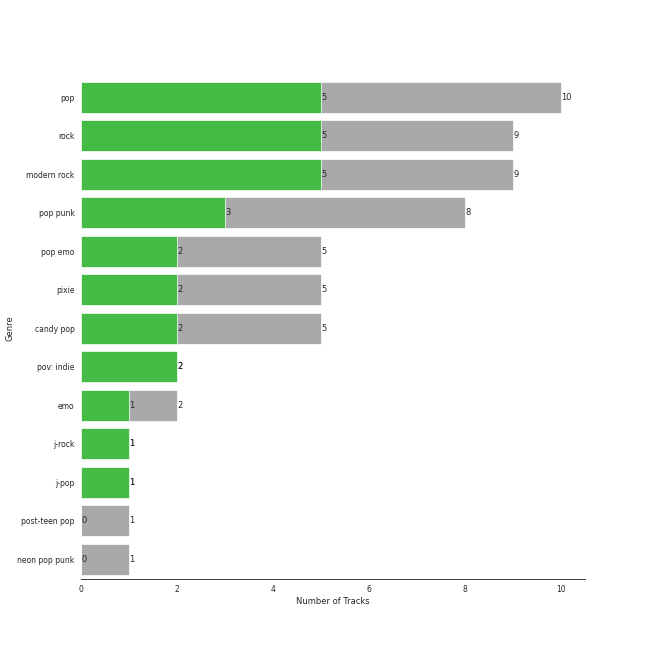 pop 5 10
rock 5 9
modern rock 5 9
pop punk 3 8
pop emo 2 5
pixie 2 5
candy pop 2 5
pov: indie 2
emo 1 2
j-rock 1
j-pop 1
post-teen pop 0 1
neon pop punk 0 1
0 2 4 6 8 10
Number of Tracks
Genre